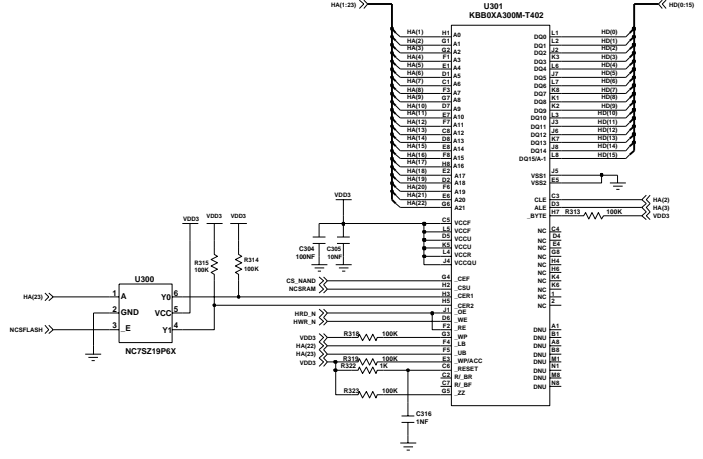 HA(1:23)
U301
KBB0XA300M-T402
HD(0:15)
HA(1) H1 A0
HA(2) G1 A1
HA(3) G2 A2
HA(4) F1 A3
HA(5) E1 A4
HA(6) D1 A5
HA(7) C1 A6
HA(8) F3 A7
HA(9) G7 A8
HA(10) D7 A9
HA(11) E7 A10
HA(12) F7 A11
HA(13) C8 A12
HA(14) D8 A13
HA(15) E8 A14
HA(16) F8 A15
HA(17) H8 A16
HA(18) E2 A17
HA(19) D2 A18
HA(20) F6 A19
HA(21) E6 A20
HA(22) G6 A21
DQ0 L1 HD(0)
DQ1 L2 HD(1)
DQ2 J2 HD(2)
DQ3 K3 HD(3)
DQ4 L6 HD(4)
DQ5 J7 HD(5)
DQ6 L7 HD(6)
DQ7 K8 HD(7)
DQ8 K1 HD(8)
DQ9 K2 HD(9)
DQ10 L3 HD(10)
DQ11 J3 HD(11)
DQ12 J6 HD(12)
DQ13 K7 HD(13)
DQ14 J8 HD(14)
DQ15/A-1 L8 HD(15)
VSS1 J5
VSS2 E5
CLE C3 HA(2)
ALE D3 HA(3)
_BYTE H7 R313 100K VDD3
VDD3
C304
100NF
C305
10NF
C5 VCCF
L5 VCCF
D5 VCCU
K5 VCCU
L4 VCCR
J4 VCCQU
NC C4
NC D4
NC E4
NC G8
NC H4
NC H6
NC K4
NC K6
NC 1
NC 2
CS_NAND G4 _CEF
NCSRAM H2 _CSU
H3 _CER1
H5 _CER2
HRD_N J1 _OE
HWR_N D6 _WE
F2 _RE
VDD3 R318 100K G3 _WP
HA(22) F4 _LB
HA(23) F5 _UB
VDD3 R319 100K E3 _WP/ACC
R322 1K C6 _RESET
C2 R/_BR
C7 R/_BF
R323 100K G5 _ZZ
C316
1NF
DNU A1
DNU B1
DNU A8
DNU B8
DNU M1
DNU N1
DNU M8
DNU N8
VDD3 VDD3 VDD3
R315
100K
R314
100K
U300
HA(23) 1 A Y0 6
2 GND VCC 5
NCSFLASH 3 _E Y1 4
NC7SZ19P6X